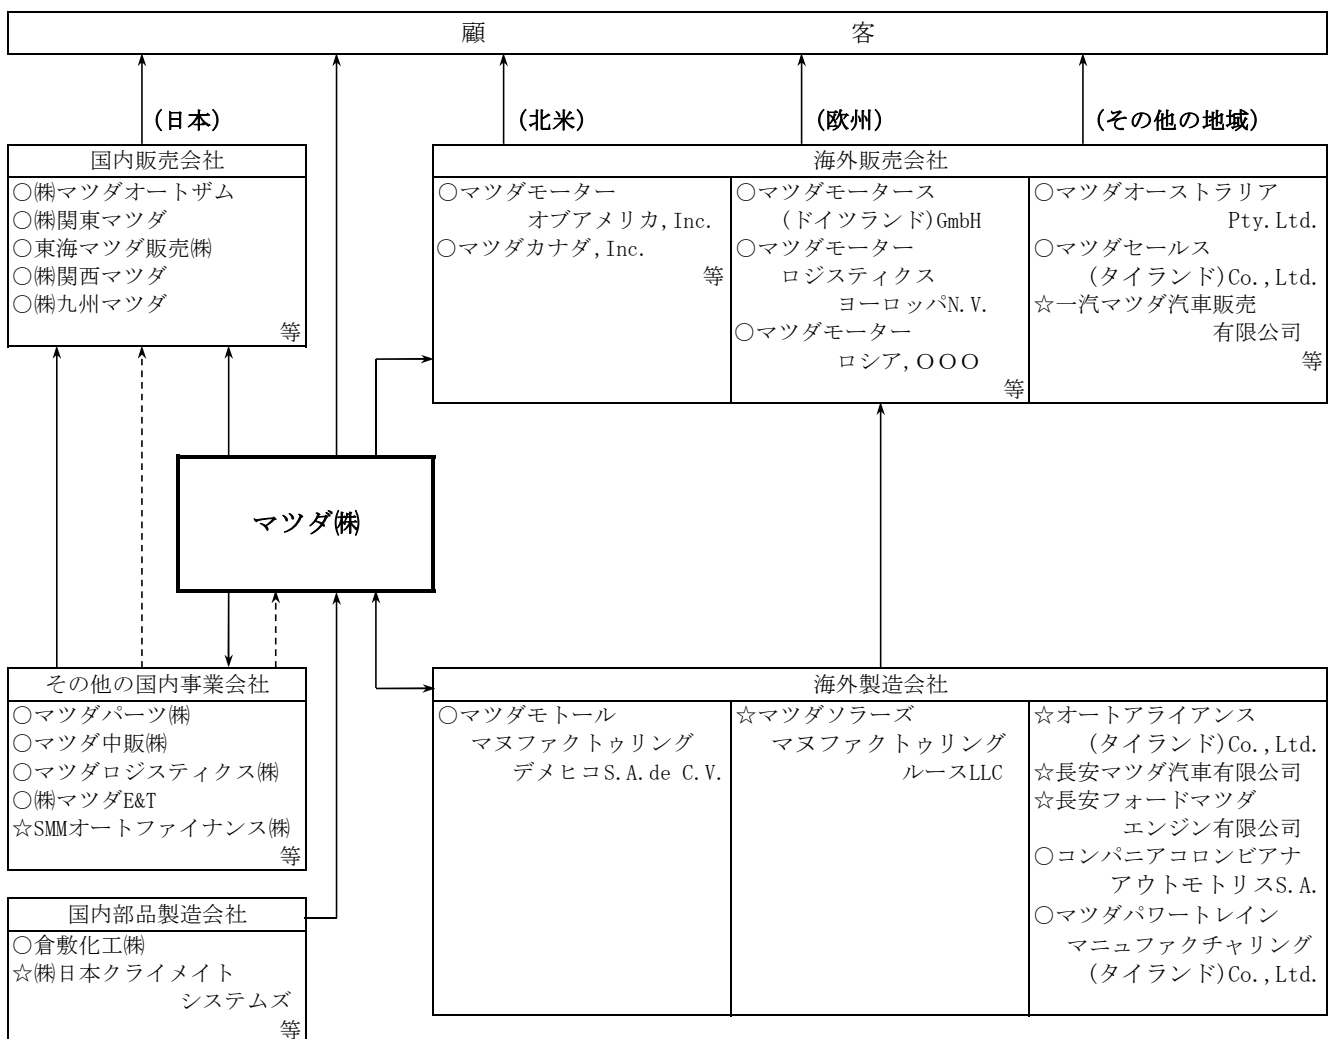 顧客
(日本)
(北米)
(欧州)
(その他の地域)
国内販売会社
○㈱マツダオートザム
○㈱関東マツダ
○東海マツダ販売㈱
○㈱関西マツダ
○㈱九州マツダ
等
海外販売会社
○マツダモーター
オブアメリカ,Inc.
○マツダカナダ,Inc.
等
○マツダモータース
(ドイツランド)GmbH
○マツダモーター
ロジスティクス
ヨーロッパN.V.
○マツダモーター
ロシア,OOO
等
○マツダオーストラリア
Pty.Ltd.
○マツダセールス
(タイランド)Co.,Ltd.
☆一汽マツダ汽車販売
有限公司
等
マツダ㈱
その他の国内事業会社
○マツダパーツ㈱
○マツダ中販㈱
○マツダロジスティクス㈱
○㈱マツダE&T
☆SMMオートファイナンス㈱
等
国内部品製造会社
○倉敷化工㈱
☆㈱日本クライメイト
システムズ
等
海外製造会社
○マツダモトール
マヌファクトゥリング
デメヒコS.A.de C.V.
☆マツダソラーズ
マヌファクトゥリング
ルースLLC
☆オートアライアンス
(タイランド)Co.,Ltd.
☆長安マツダ汽車有限公司
☆長安フォードマツダ
エンジン有限公司
○コンパニアコロンビアナ
アウトモトリスS.A.
○マツダパワートレイン
マニュファクチャリング
(タイランド)Co.,Ltd.